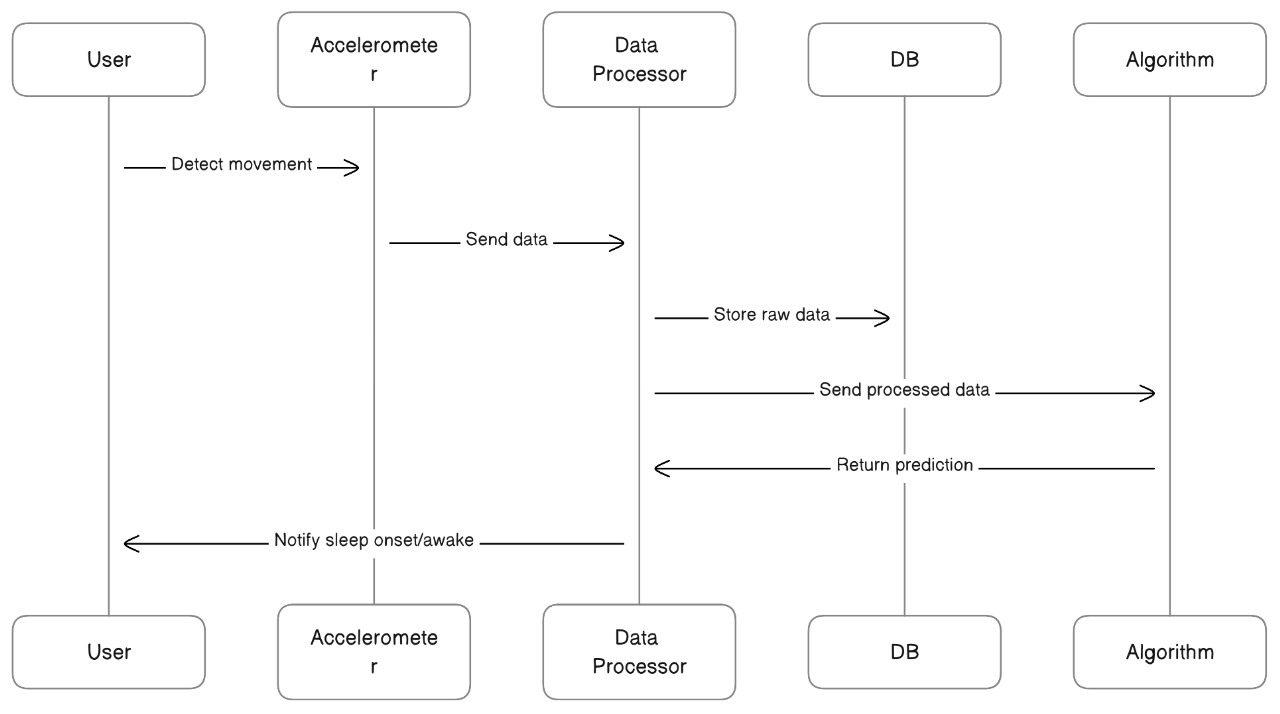 User
Acceleromete
r
Data
Processor
DB
Algorithm
Detect movement
Send data
Store raw data
Send processed data
Return prediction
Notify sleep onset/awake
User
Acceleromete
r
Data
Processor
DB
Algorithm